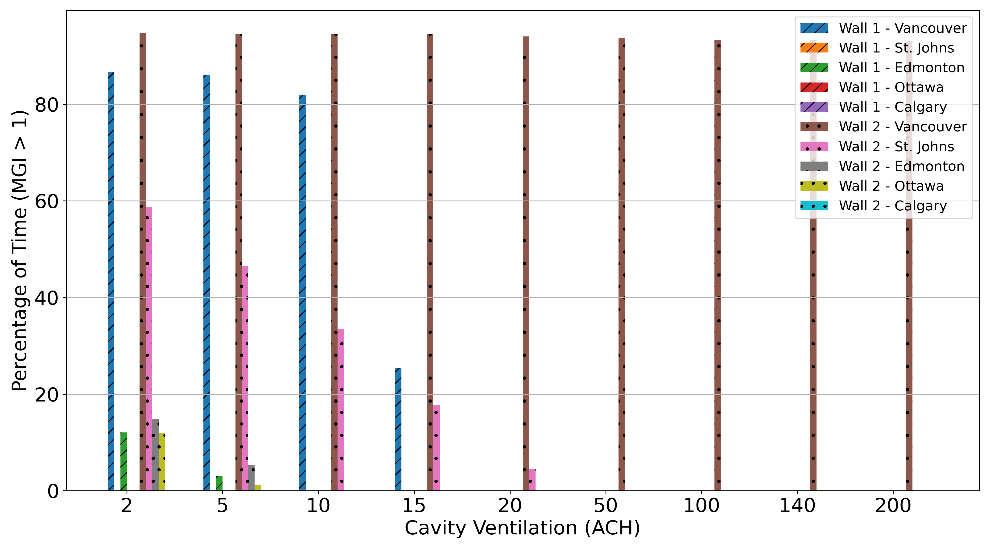 Percentage of Time (MGI > 1)
80
60
40
20
0
Wall 1 - Vancouver
Wall 1 - St. Johns
Wall 1 - Edmonton
Wall 1 - Ottawa
Wall 1 - Calgary
Wall 2 - Vancouver
Wall 2 - St. Johns
Wall 2 - Edmonton
Wall 2 - Ottawa
Wall 2 - Calgary
2 5 10 15 20 50 100 140 200
Cavity Ventilation (ACH)